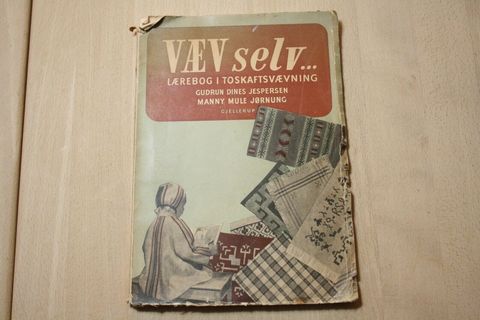 VÆV selv...
LÆREBOG I TOSKAFTSVÆVNING
GUDRUN DINES JESPERSEN
MANNY MULE JØRNUNG
GJELLERUP